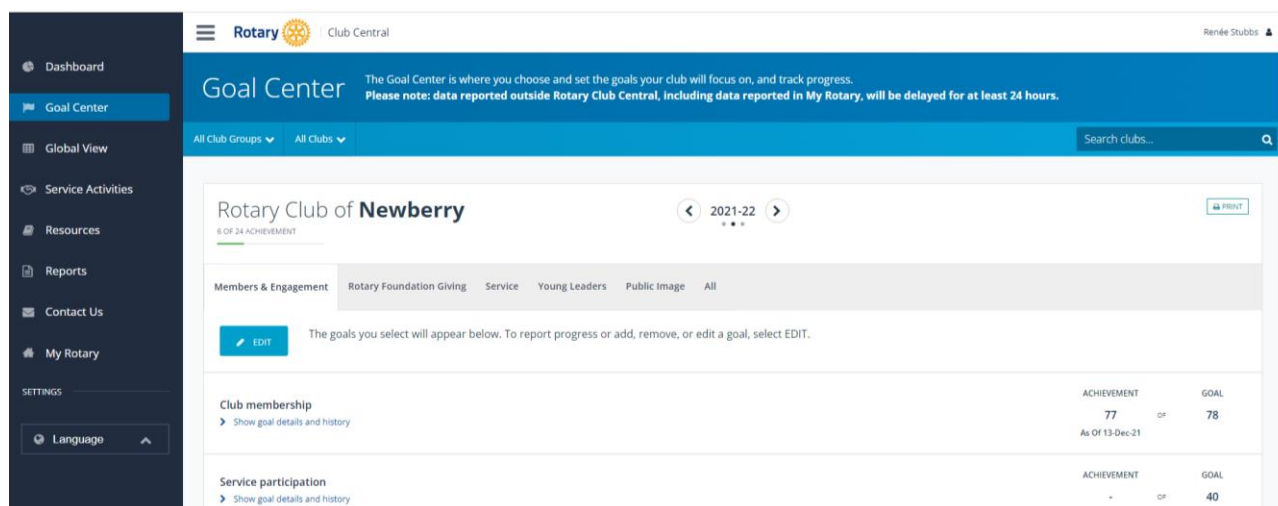 Rotary
Club Central
Renée Stubbs
Dashboard
Goal Center
Global View
Service Activities
Resources
Reports
Contact Us
My Rotary
SETTINGS
Language
Goal Center
The Goal Center is where you choose and set the goals your club will focus on, and track progress.
Please note: data reported outside Rotary Club Central, including data reported in My Rotary, will be delayed for at least 24 hours.
All Club Groups
All Clubs
Search clubs...
Rotary Club of Newberry
6 OF 24 ACHIEVEMENT
2021-22
PRINT
Members & Engagement
Rotary Foundation Giving
Service
Young Leaders
Public Image
All
EDIT
The goals you select will appear below. To report progress or add, remove, or edit a goal, select EDIT.
Club membership
Show goal details and history
ACHIEVEMENT
GOAL
77 OF 78
As Of 13-Dec-21
Service participation
Show goal details and history
ACHIEVEMENT
GOAL
- OF 40